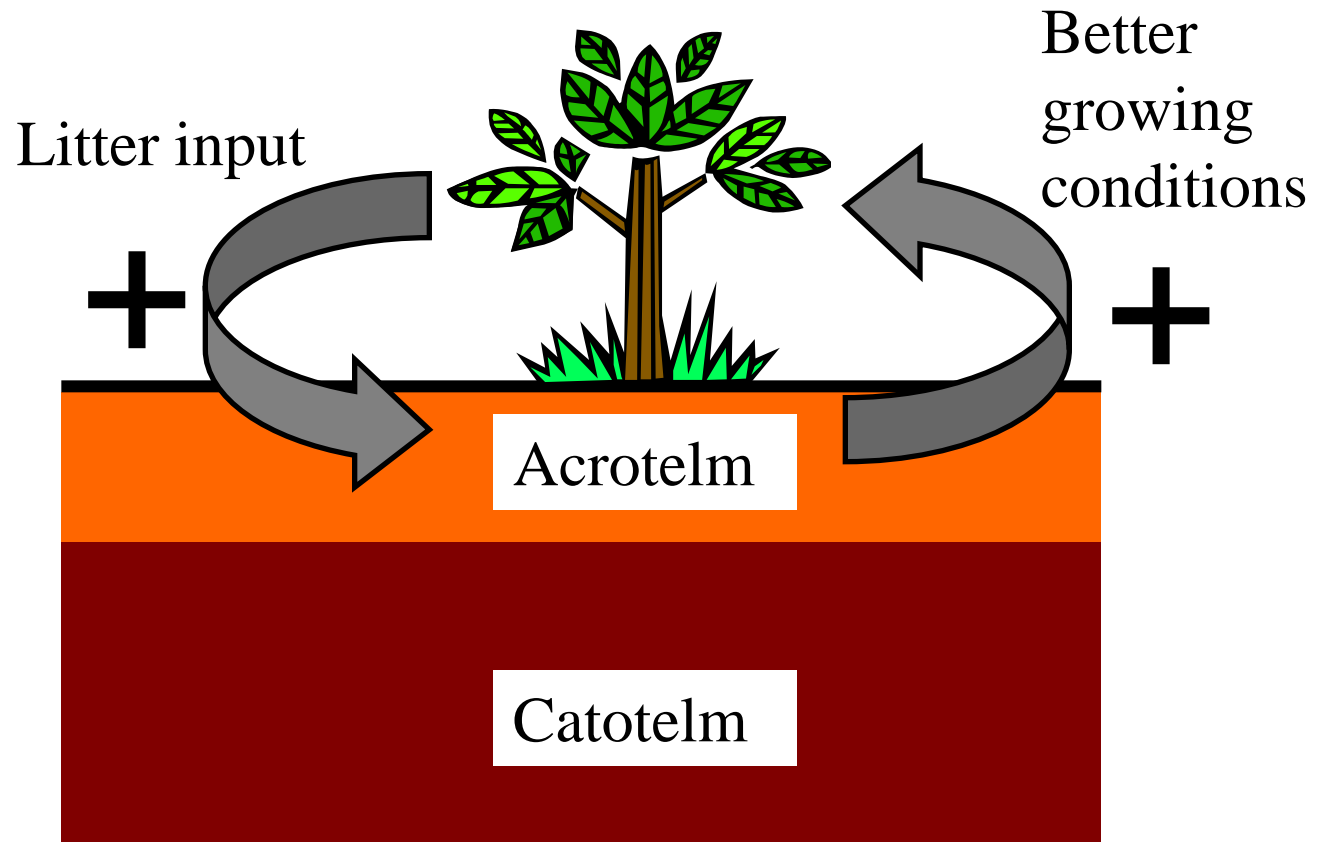 Litter input
Better
growing
conditions
+
+
Acrotelm
Catotelm